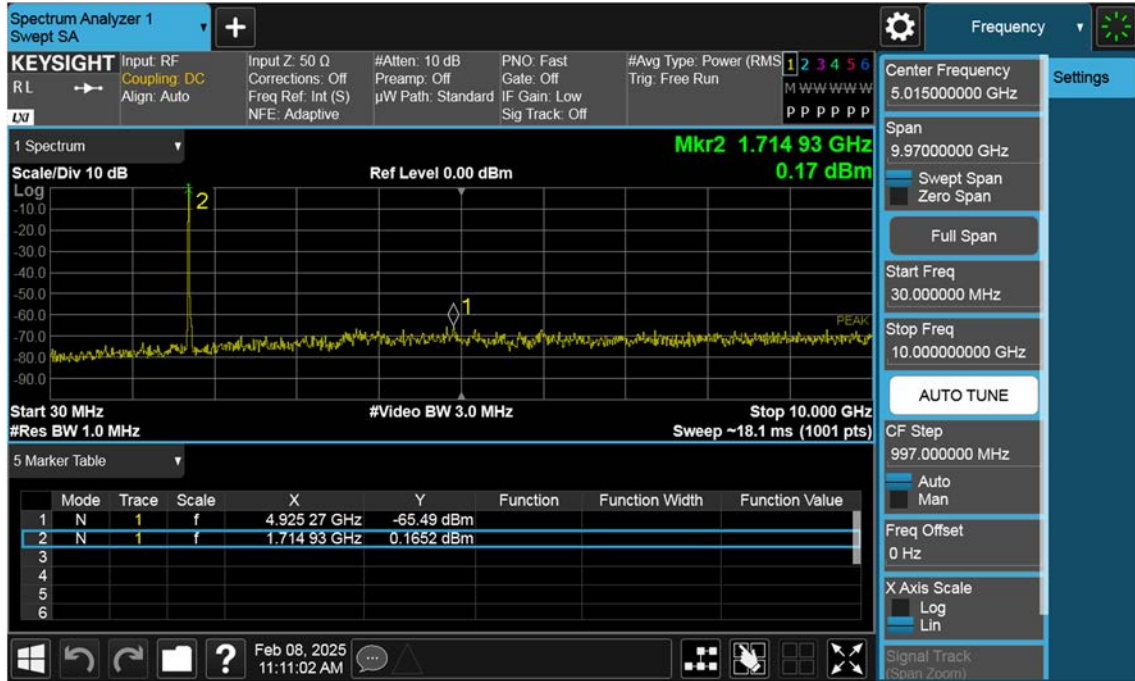 Spectrum Analyzer 1
Swept SA
+
Frequency
KEYSIGHT
R L
LXI
Input: RF
Coupling: DC
Align: Auto
Input Z: 50 Ω
Corrections: Off
Freq Ref: Int (S)
NFE: Adaptive
#Atten: 10 dB
Preamp: Off
µW Path: Standard
PNO: Fast
Gate: Off
IF Gain: Low
Sig Track: Off
#Avg Type: Power (RMS
Trig: Free Run
1 2 3 4 5 6
M W W W W W
P P P P P P
1 Spectrum
Mkr2 1.714 93 GHz
0.17 dBm
Scale/Div 10 dB
Ref Level 0.00 dBm
Log
-10.0
-20.0
-30.0
-40.0
-50.0
-60.0
-70.0
-80.0
-90.0
2
1
PEAK
Start 30 MHz
#Video BW 3.0 MHz
Stop 10.000 GHz
#Res BW 1.0 MHz
Sweep ~18.1 ms (1001 pts)
5 Marker Table
Mode Trace Scale X Y Function Function Width Function Value
1 N 1 f 4.925 27 GHz -65.49 dBm
2 N 1 f 1.714 93 GHz 0.1652 dBm
3
4
5
6
?
Feb 08, 2025
11:11:02 AM
Center Frequency
5.015000000 GHz
Settings
Span
9.97000000 GHz
Swept Span
Zero Span
Full Span
Start Freq
30.000000 MHz
Stop Freq
10.000000000 GHz
AUTO TUNE
CF Step
997.000000 MHz
Auto
Man
Freq Offset
0 Hz
X Axis Scale
Log
Lin
Signal Track
(Span Zoom)